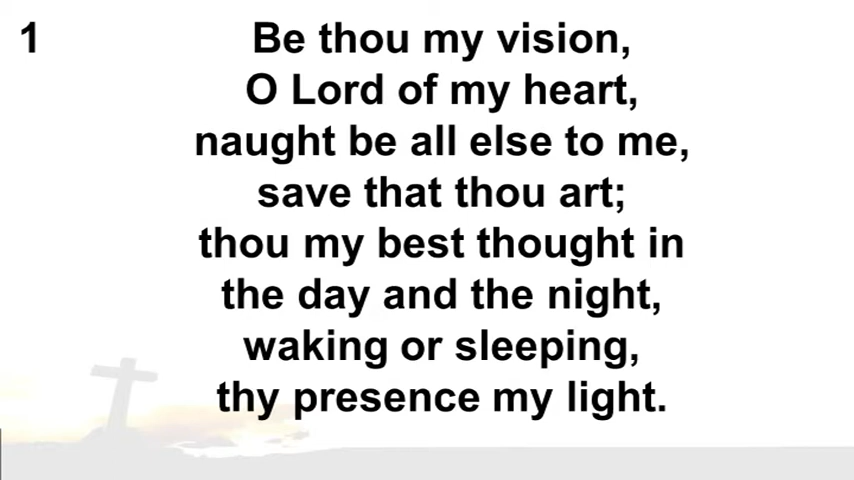 1
Be thou my vision,
O Lord of my heart,
naught be all else to me,
save that thou art;
thou my best thought in
the day and the night,
waking or sleeping,
thy presence my light.